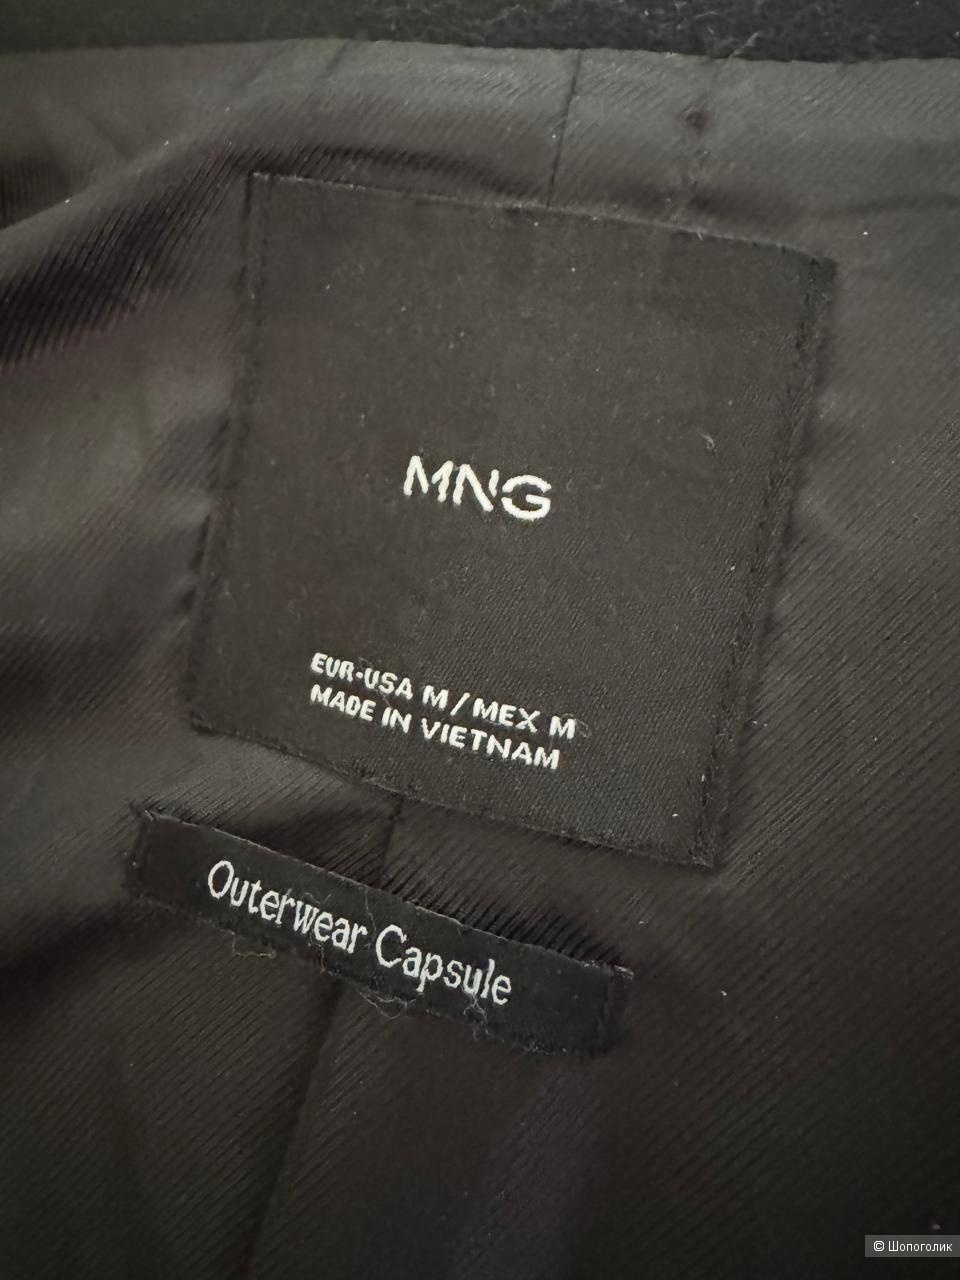 MNG
EUR-USA M / MEX M
MADE IN VIETNAM
Outerwear Capsule
© Шопоголик